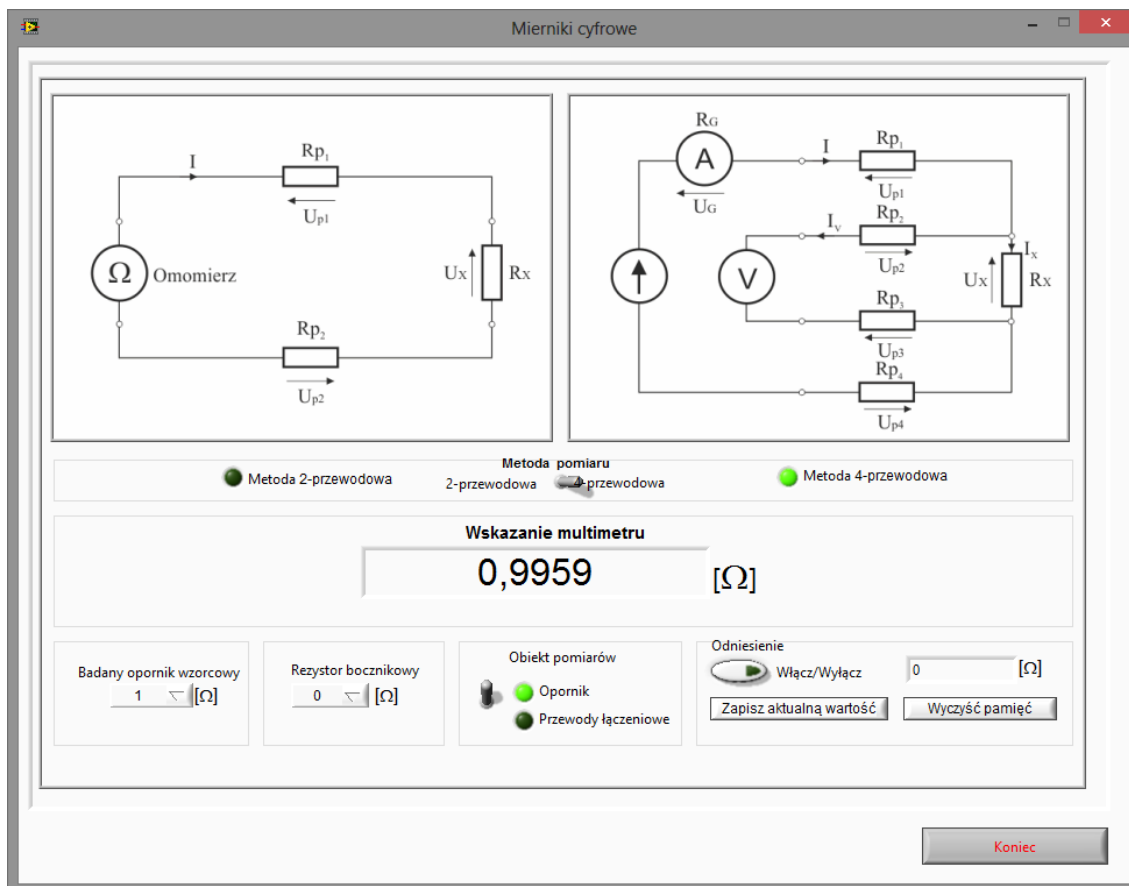 Mierniki cyfrowe
Rp₁
I
Up1
Ω Omomierz
Ux Rx
Rp₂
Up2
RG
A
UG
I Rp₁
Up1
Iv Rp₂
Up2
Ix
V
Ux Rx
Rp₃
Up3
Rp₄
Up4
Metoda pomiaru
Metoda 2-przewodowa 2-przewodowa 4-przewodowa Metoda 4-przewodowa
Wskazanie multimetru
0,9959 [Ω]
Badany opornik wzorcowy
1 [Ω]
Rezystor bocznikowy
0 [Ω]
Obiekt pomiarów
Opornik
Przewody łączeniowe
Odniesienie
Włącz/Wyłącz 0 [Ω]
Zapisz aktualną wartość Wyczyść pamięć
Koniec